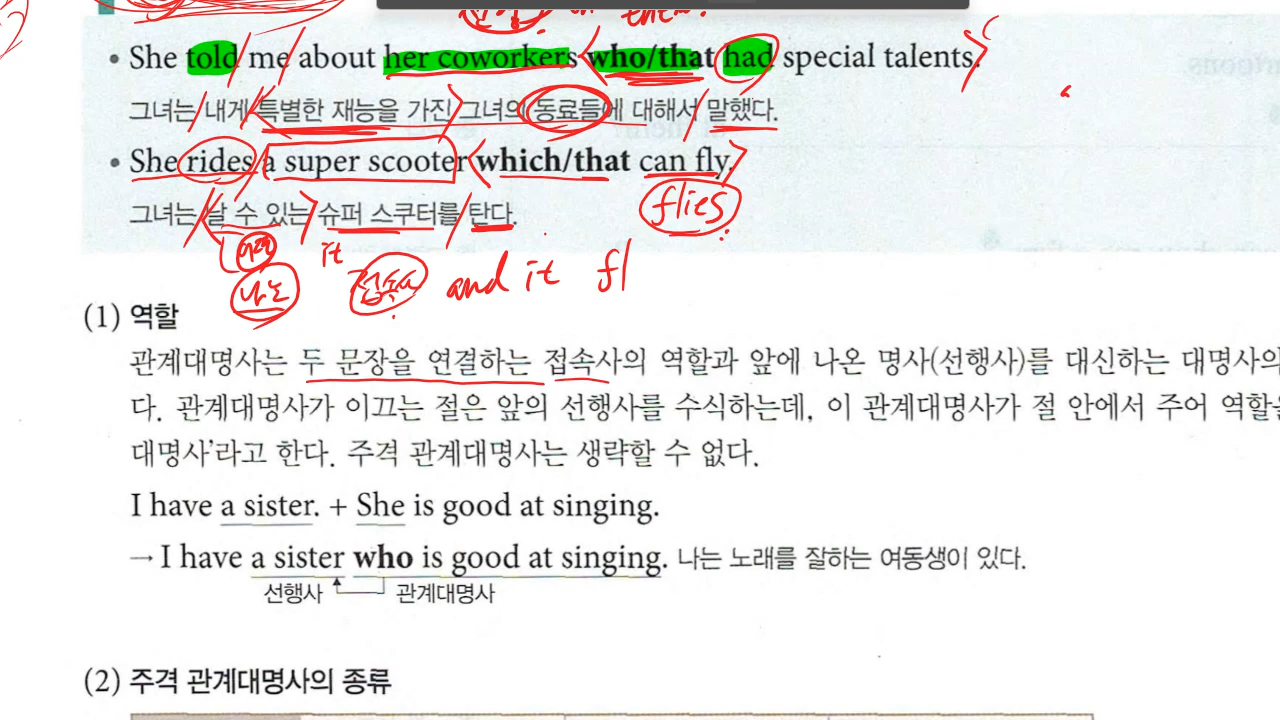 them.
• She told me about her coworkers who/that had special talents.
그녀는 내게 특별한 재능을 가진 그녀의 동료들에 대해서 말했다.
• She rides a super scooter which/that can fly.
그녀는 날 수 있는 슈퍼 스쿠터를 탄다.
flies
it
나는 접속사 and it fl
(1) 역할
관계대명사는 두 문장을 연결하는 접속사의 역할과 앞에 나온 명사(선행사)를 대신하는 대명사의
다. 관계대명사가 이끄는 절은 앞의 선행사를 수식하는데, 이 관계대명사가 절 안에서 주어 역할을
대명사’라고 한다. 주격 관계대명사는 생략할 수 없다.
I have a sister. + She is good at singing.
→ I have a sister who is good at singing. 나는 노래를 잘하는 여동생이 있다.
선행사 관계대명사
(2) 주격 관계대명사의 종류